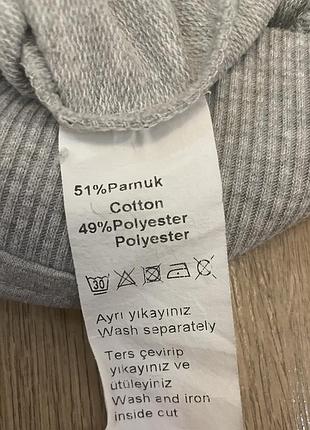 51%Parnuk
Cotton
49%Polyester
Polyester
30
Ayrı yıkayınız
Wash separately
Ters çevirip
yıkayınız ve
ütüleyiniz
Wash and iron
inside cut